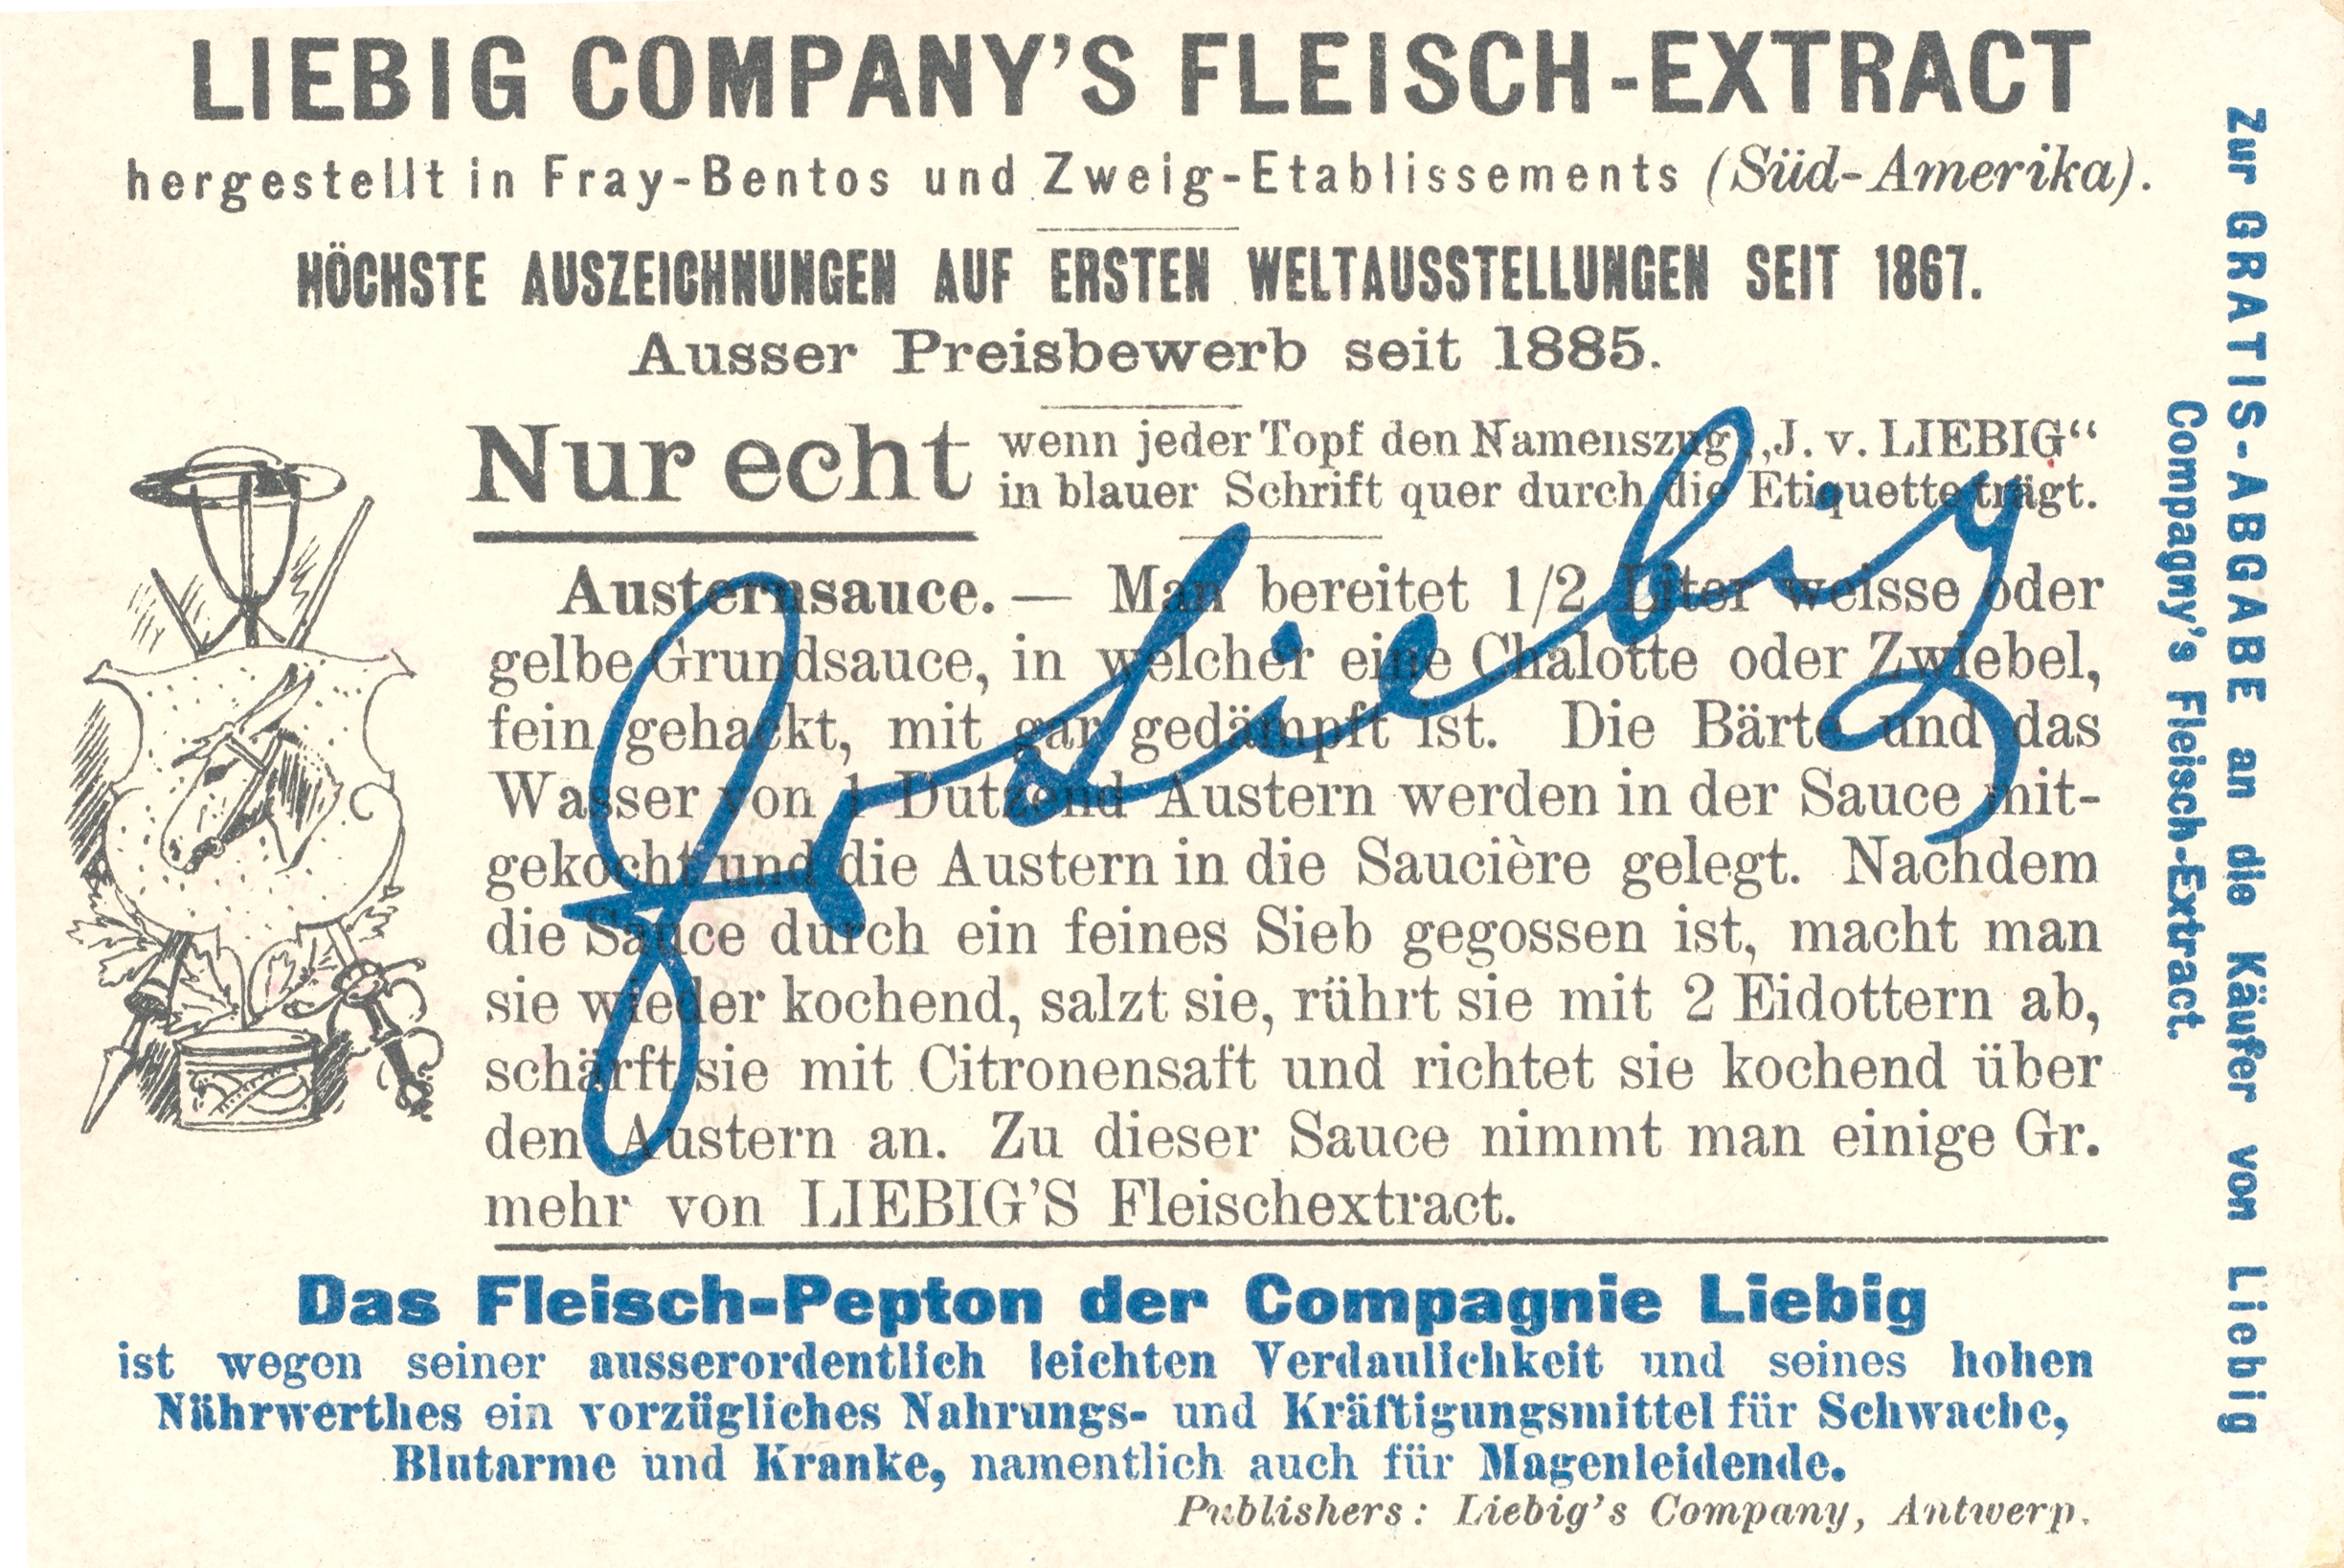 LIEBIG COMPANY'S FLEISCH-EXTRACT
hergestellt in Fray-Bentos und Zweig-Etablissements (Süd-Amerika).
HÖCHSTE AUSZEICHNUNGEN AUF ERSTEN WELTAUSSTELLUNGEN SEIT 1867.
Ausser Preisbewerb seit 1885.
Nur echt
wenn jeder Topf den Namenszug „J. v. LIEBIG“
in blauer Schrift quer durch die Etiquette trägt.
Austernsauce. — Man bereitet 1/2 Liter weisse oder
gelbe Grundsauce, in welcher eine Chalotte oder Zwiebel,
fein gehackt, mit gar gedämpft ist. Die Bärte und das
Wasser von 1 Dutzend Austern werden in der Sauce mit-
gekocht und die Austern in die Saucière gelegt. Nachdem
die Sauce durch ein feines Sieb gegossen ist, macht man
sie wieder kochend, salzt sie, rührt sie mit 2 Eidottern ab,
schärft sie mit Citronensaft und richtet sie kochend über
den Austern an. Zu dieser Sauce nimmt man einige Gr.
mehr von LIEBIG'S Fleischextract.
J v Liebig
Das Fleisch-Pepton der Compagnie Liebig
ist wegen seiner ausserordentlich leichten Verdaulichkeit und seines hohen
Nährwerthes ein vorzügliches Nahrungs- und Kräftigungsmittel für Schwache,
Blutarme und Kranke, namentlich auch für Magenleidende.
Publishers: Liebig's Company, Antwerp.
Zur GRATIS-ABGABE an die Käufer von Liebig
Compagny's Fleisch-Extract.